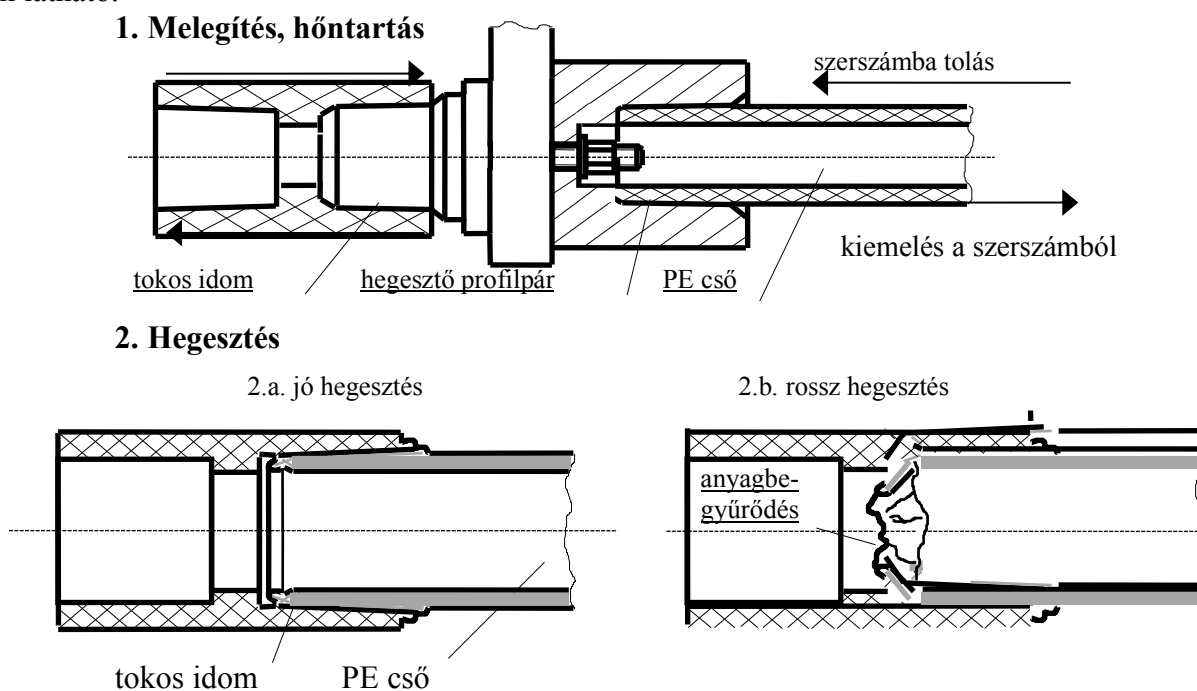 1. Melegítés, hőntartás
szerszámba tolás
kiemelés a szerszámból
tokos idom
hegesztő profilpár
PE cső
2. Hegesztés
2.a. jó hegesztés
2.b. rossz hegesztés
anyagbe-
gyűrődés
tokos idom
PE cső